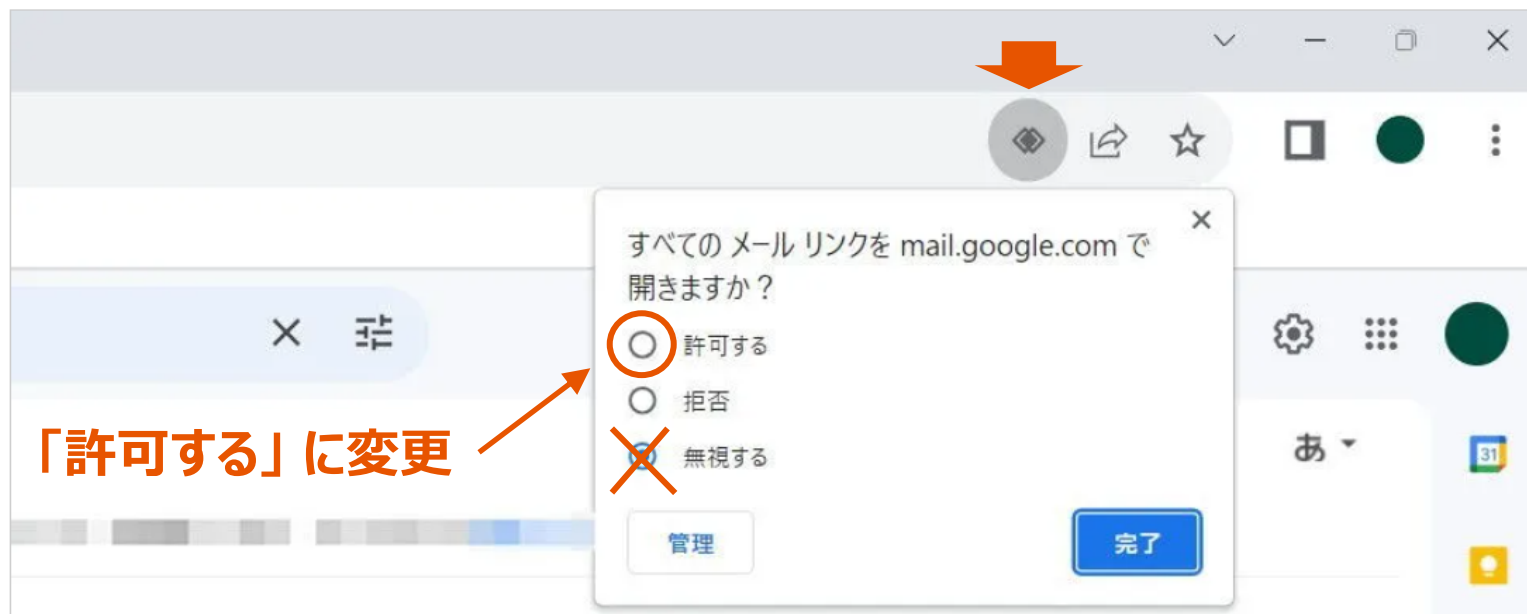 すべての メール リンクを mail.google.com で
開きますか？
許可する
拒否
「許可する」に変更
あ
31
無視する
管理
完了